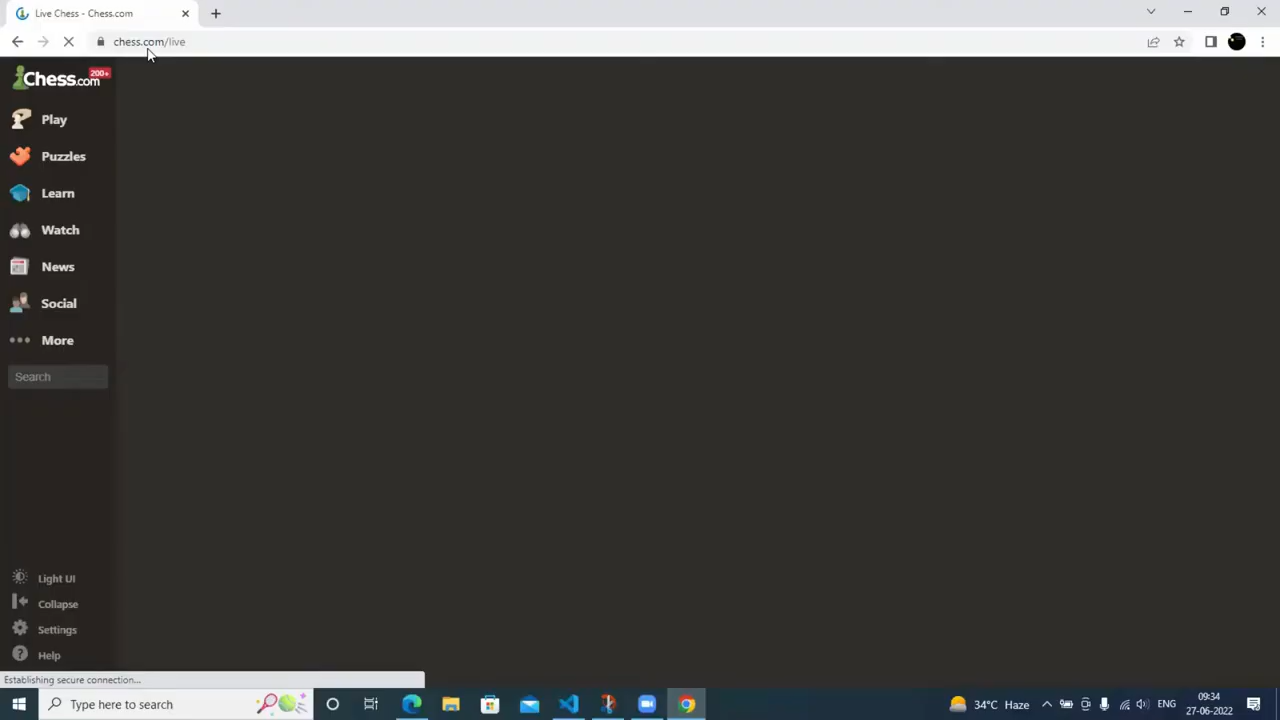 Live Chess - Chess.com
chess.com/live
Chess.com
200+
Play
Puzzles
Learn
Watch
News
Social
More
Search
Light UI
Collapse
Settings
Help
Establishing secure connection...
Type here to search
34°C Haze
ENG
09:34
27-06-2022